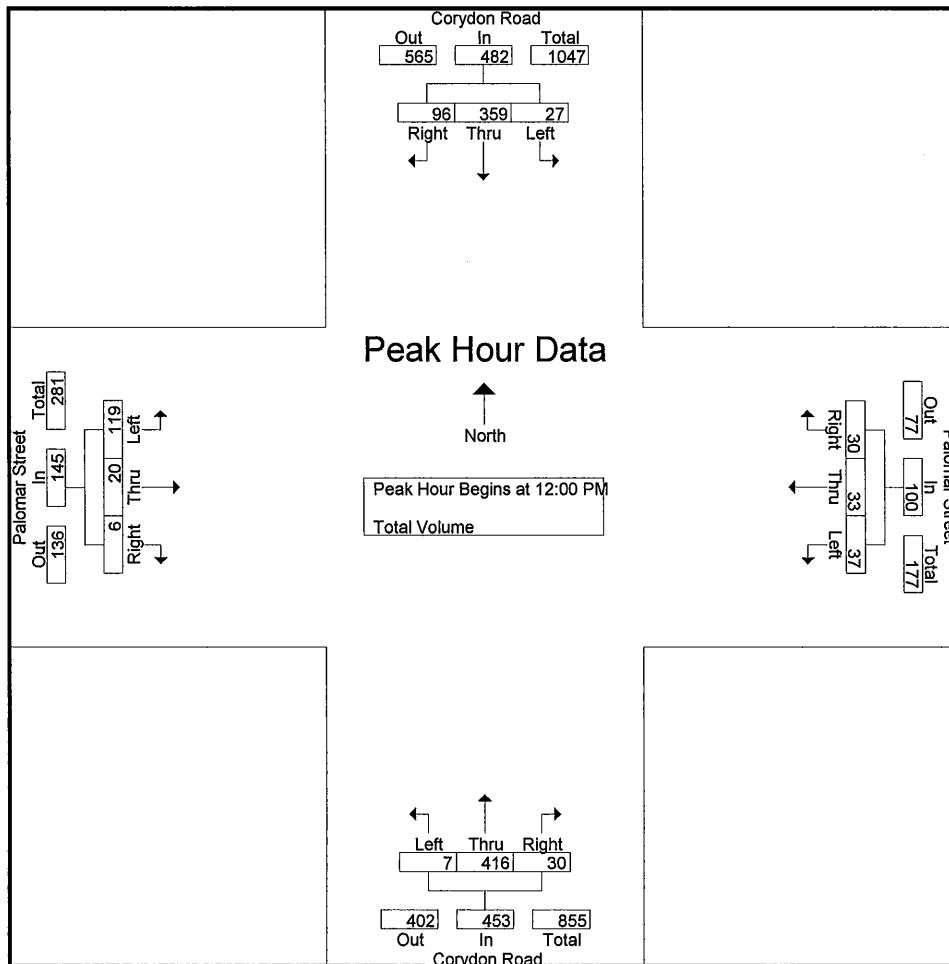 Corydon Road
Out In Total
565 482 1047
96 359 27
Right Thru Left
Peak Hour Data
North
Peak Hour Begins at 12:00 PM
Total Volume
Palomar Street
Out In Total
136 145 281
Left Thru Right
119 20 6
Palomar Street
Out In Total
77 100 177
Right Thru Left
30 33 37
Left Thru Right
7 416 30
402 453 855
Out In Total
Corydon Road